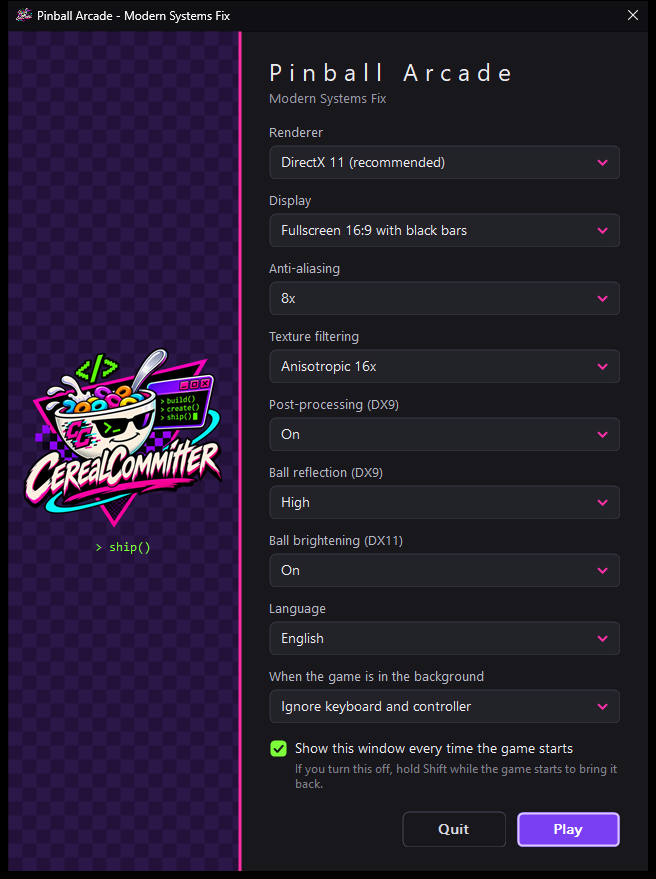 Pinball Arcade - Modern Systems Fix
Pinball Arcade
Modern Systems Fix
Renderer
DirectX 11 (recommended)
Display
Fullscreen 16:9 with black bars
Anti-aliasing
8x
Texture filtering
Anisotropic 16x
Post-processing (DX9)
On
Ball reflection (DX9)
High
Ball brightening (DX11)
On
Language
English
When the game is in the background
Ignore keyboard and controller
Show this window every time the game starts
If you turn this off, hold Shift while the game starts to bring it
back.
Quit
Play
</>
> build()
> create()
> ship()
CC
>_
CerealCommitter
> ship()